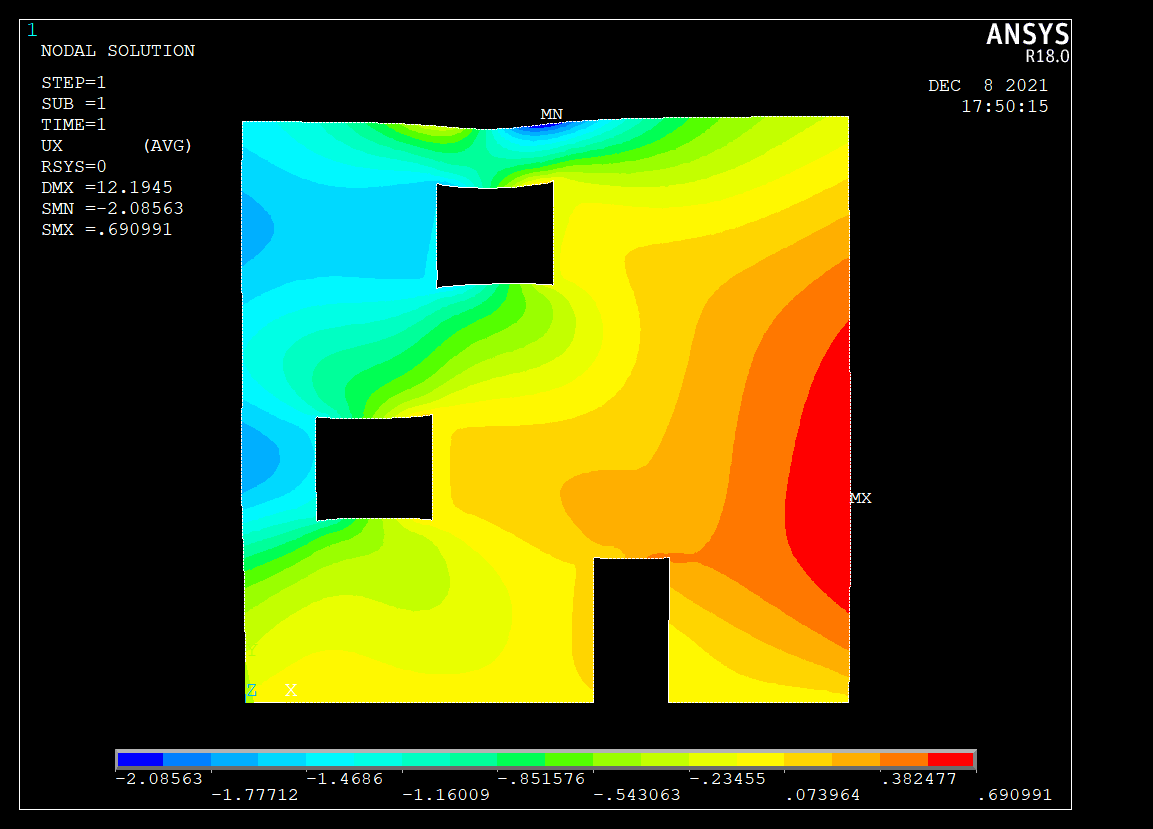 1
ANSYS
R18.0
NODAL SOLUTION
DEC 8 2021
17:50:15
STEP=1
SUB =1
TIME=1
UX (AVG)
RSYS=0
DMX =12.1945
SMN =-2.08563
SMX =.690991
MN
MX
Z X
-2.08563 -1.4686 -.851576 -.23455 .382477
-1.77712 -1.16009 -.543063 .073964 .690991